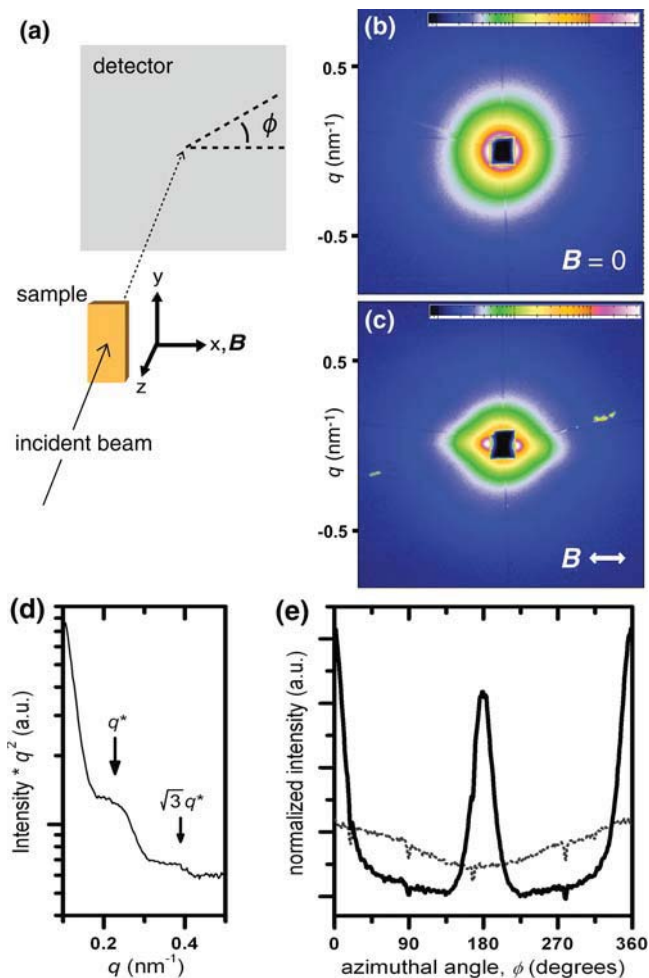 (a)
detector
ϕ
sample
y
x, B
z
incident beam
(b)
0.5
q (nm-1)
-0.5
B = 0
(c)
0.5
q (nm-1)
-0.5
B
(d)
Intensity * q2 (a.u.)
q*
√3 q*
0.2 0.4
q (nm-1)
(e)
normalized intensity (a.u.)
0 90 180 270 360
azimuthal angle, ϕ (degrees)